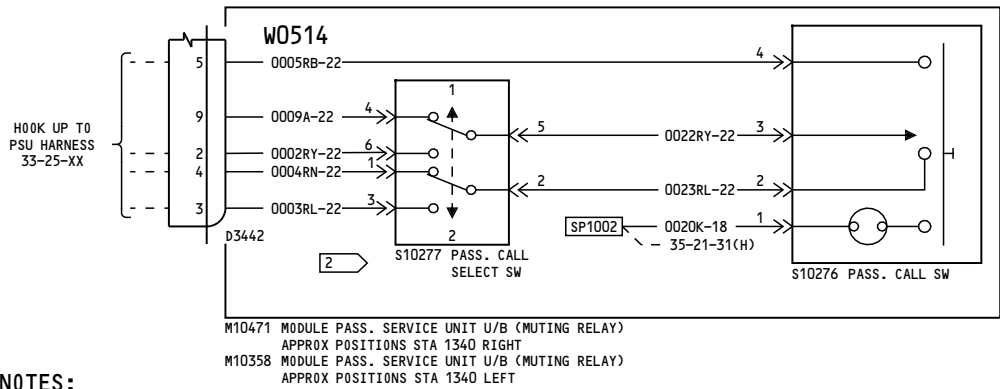 W0514
HOOK UP TO
PSU HARNESS
33-25-XX
5 0005RB-22 4
9 0009A-22 4
2 0002RY-22 6
4 0004RN-22 1
3 0003RL-22 3
D3442
1
2
5 0022RY-22 3
2 0023RL-22 2
SP1002 0020K-18 1
35-21-31(H)
2
S10277 PASS. CALL
SELECT SW
S10276 PASS. CALL SW
M10471 MODULE PASS. SERVICE UNIT U/B (MUTING RELAY)
APPROX POSITIONS STA 1340 RIGHT
M10358 MODULE PASS. SERVICE UNIT U/B (MUTING RELAY)
APPROX POSITIONS STA 1340 LEFT
NOTES: